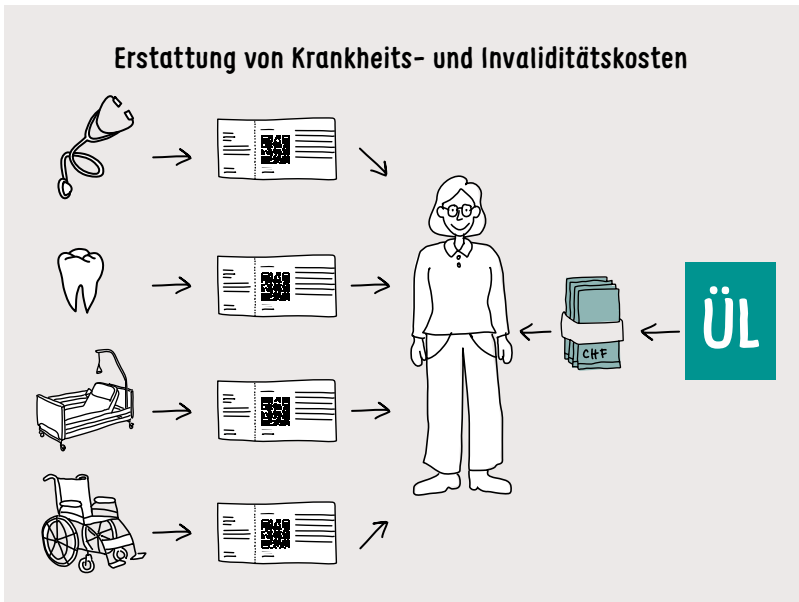 Erstattung von Krankheits- und Invaliditätskosten
CHF
ÜL